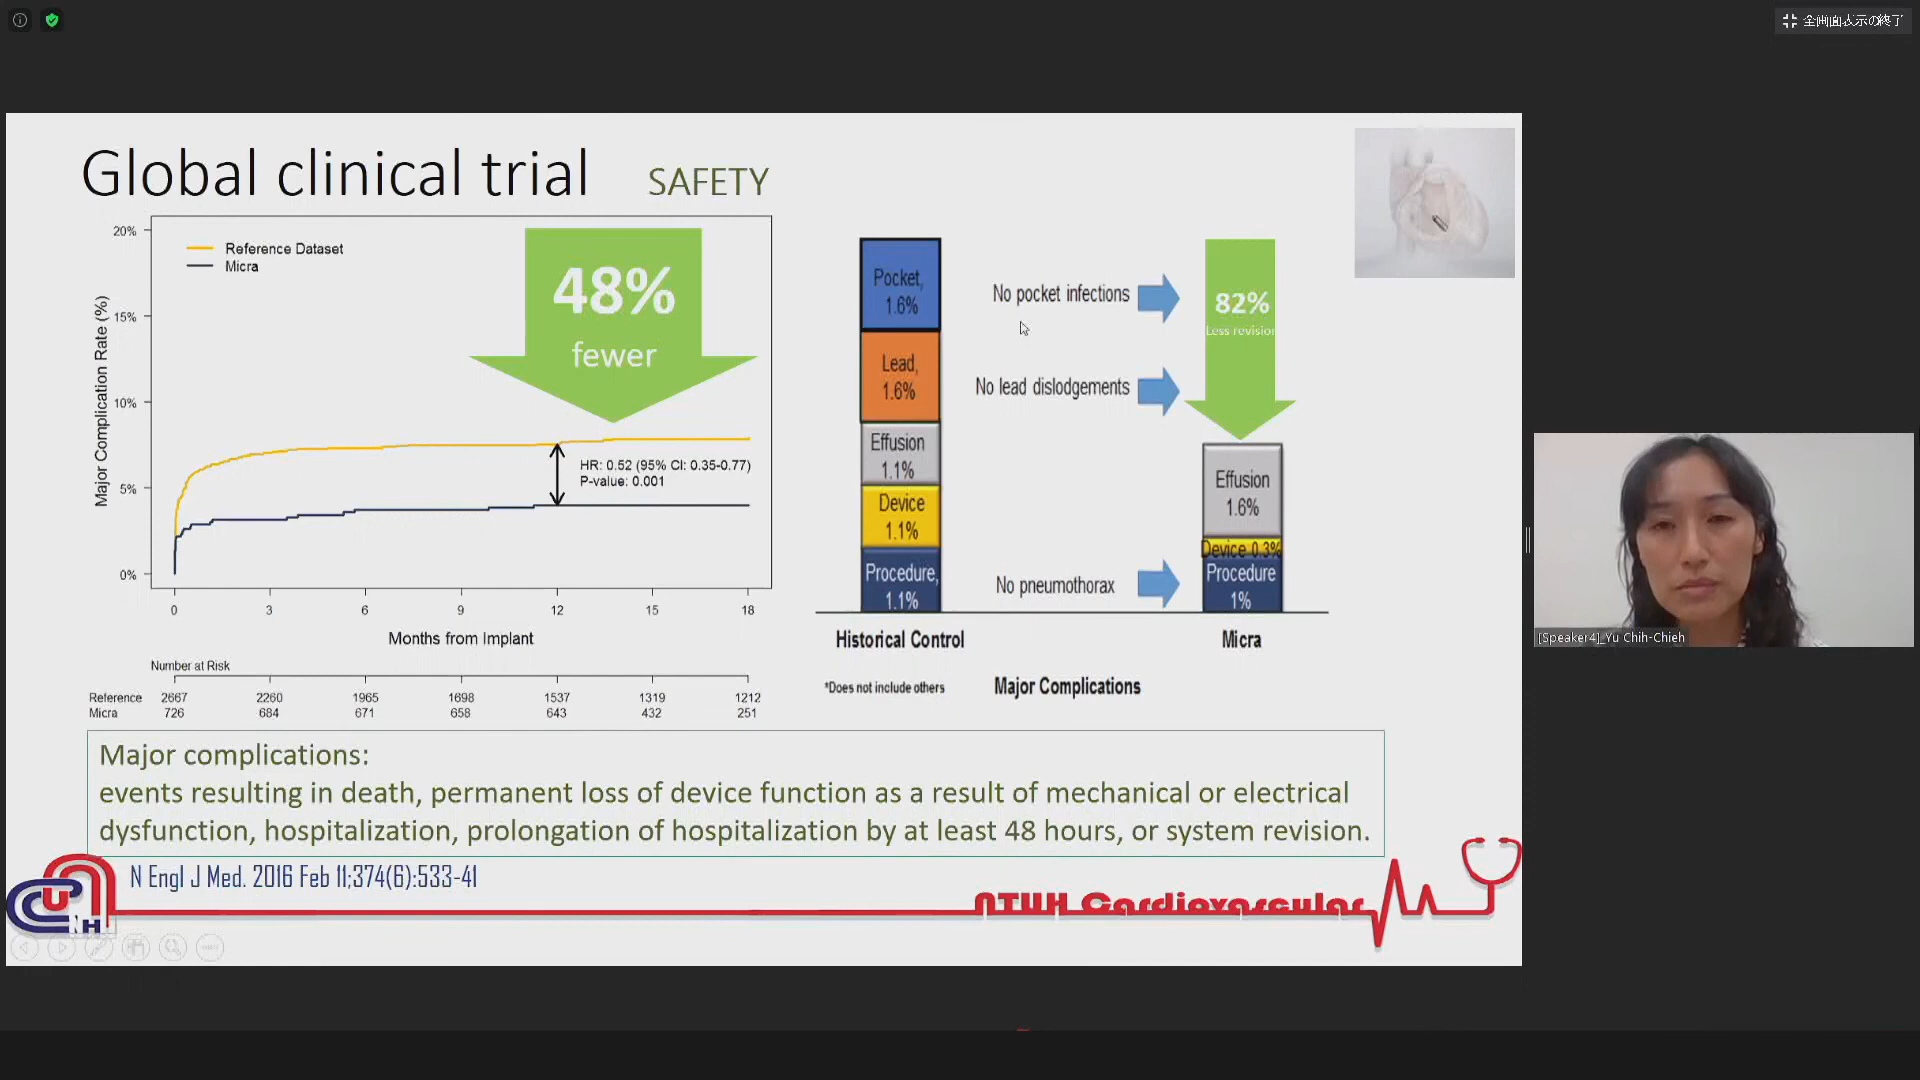 全画面表示の終了
Global clinical trial SAFETY
20%
15%
10%
5%
0%
Major Complication Rate (%)
Reference Dataset
Micra
48%
fewer
HR: 0.52 (95% CI: 0.35-0.77)
P-value: 0.001
0 3 6 9 12 15 18
Months from Implant
Number at Risk
Reference 2667 2260 1965 1698 1537 1319 1212
Micra 726 684 671 658 643 432 251
Pocket,
1.6%
Lead,
1.6%
Effusion
1.1%
Device
1.1%
Procedure,
1.1%
Historical Control
*Does not include others
No pocket infections
No lead dislodgements
No pneumothorax
Major Complications
82%
Less revision
Effusion
1.6%
Device 0.3%
Procedure
1%
Micra
Major complications:
events resulting in death, permanent loss of device function as a result of mechanical or electrical
dysfunction, hospitalization, prolongation of hospitalization by at least 48 hours, or system revision.
N Engl J Med. 2016 Feb 11;374(6):533-41
NTUH Cardiovascular
[Speaker4]_Yu Chih-Chieh